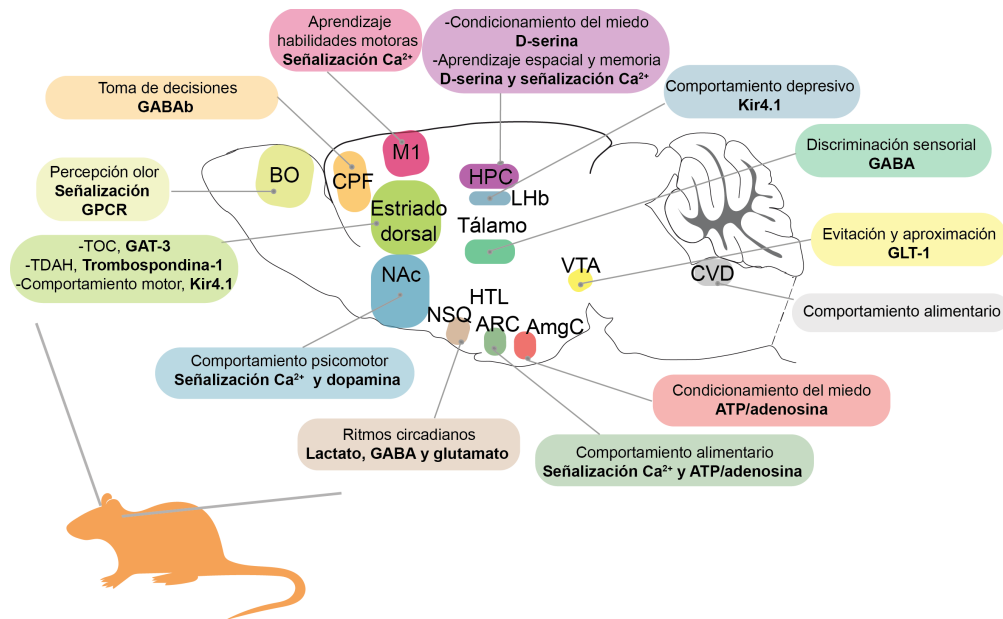 Aprendizaje
habilidades motoras
Señalización Ca²⁺
-Condicionamiento del miedo
D-serina
-Aprendizaje espacial y memoria
D-serina y señalización Ca²⁺
Toma de decisiones
GABAb
Comportamiento depresivo
Kir4.1
Discriminación sensorial
GABA
Percepción olor
Señalización
GPCR
BO
CPF
M1
HPC
LHb
Estriado
dorsal
Tálamo
-TOC, GAT-3
-TDAH, Trombospondina-1
-Comportamiento motor, Kir4.1
Evitación y aproximación
GLT-1
NAc
VTA
CVD
NSQ
HTL
ARC
AmgC
Comportamiento alimentario
Comportamiento psicomotor
Señalización Ca²⁺ y dopamina
Condicionamiento del miedo
ATP/adenosina
Ritmos circadianos
Lactato, GABA y glutamato
Comportamiento alimentario
Señalización Ca²⁺ y ATP/adenosina